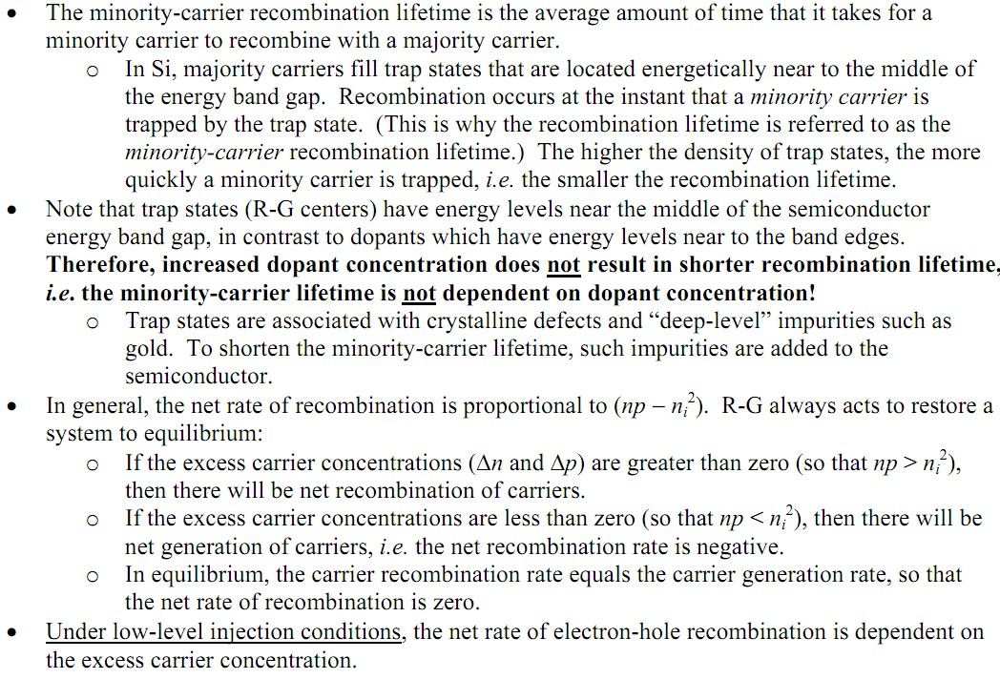 • The minority-carrier recombination lifetime is the average amount of time that it takes for a
minority carrier to recombine with a majority carrier.
o In Si, majority carriers fill trap states that are located energetically near to the middle of
the energy band gap. Recombination occurs at the instant that a minority carrier is
trapped by the trap state. (This is why the recombination lifetime is referred to as the
minority-carrier recombination lifetime.) The higher the density of trap states, the more
quickly a minority carrier is trapped, i.e. the smaller the recombination lifetime.
• Note that trap states (R-G centers) have energy levels near the middle of the semiconductor
energy band gap, in contrast to dopants which have energy levels near to the band edges.
Therefore, increased dopant concentration does not result in shorter recombination lifetime,
i.e. the minority-carrier lifetime is not dependent on dopant concentration!
o Trap states are associated with crystalline defects and “deep-level” impurities such as
gold. To shorten the minority-carrier lifetime, such impurities are added to the
semiconductor.
• In general, the net rate of recombination is proportional to (np – nᵢ²). R-G always acts to restore a
system to equilibrium:
o If the excess carrier concentrations (Δn and Δp) are greater than zero (so that np > nᵢ²),
then there will be net recombination of carriers.
o If the excess carrier concentrations are less than zero (so that np < nᵢ²), then there will be
net generation of carriers, i.e. the net recombination rate is negative.
o In equilibrium, the carrier recombination rate equals the carrier generation rate, so that
the net rate of recombination is zero.
• Under low-level injection conditions, the net rate of electron-hole recombination is dependent on
the excess carrier concentration.